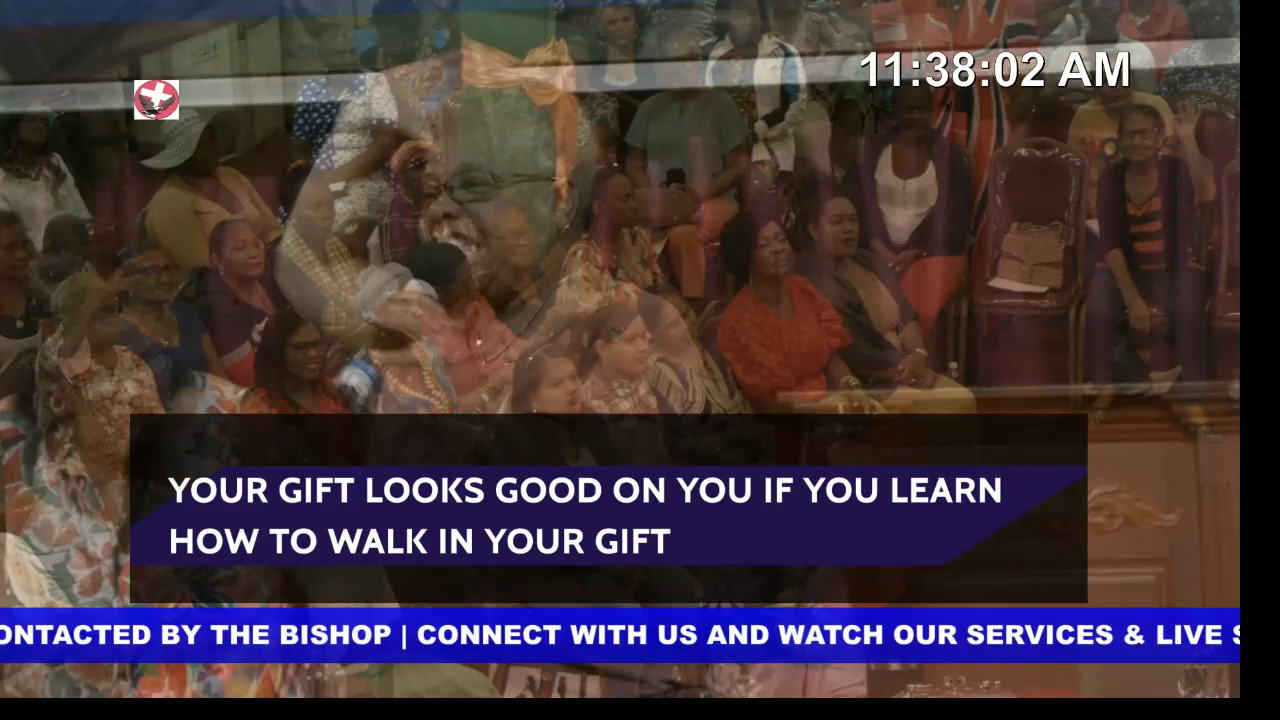 11:38:02 AM
YOUR GIFT LOOKS GOOD ON YOU IF YOU LEARN
HOW TO WALK IN YOUR GIFT
ONTACTED BY THE BISHOP | CONNECT WITH US AND WATCH OUR SERVICES & LIVE S